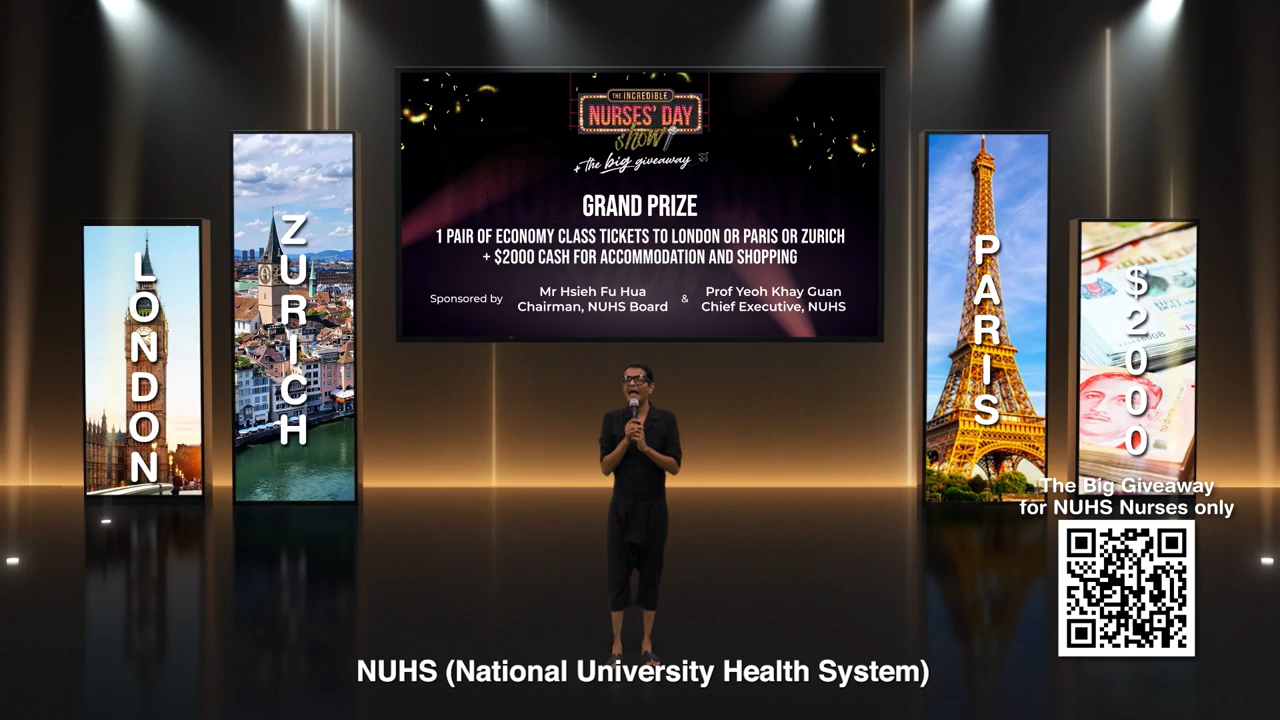 THE INCREDIBLE
NURSES' DAY
show
+ the big giveaway
GRAND PRIZE
1 PAIR OF ECONOMY CLASS TICKETS TO LONDON OR PARIS OR ZURICH
+ $2000 CASH FOR ACCOMMODATION AND SHOPPING
Sponsored by
Mr Hsieh Fu Hua
Chairman, NUHS Board
&
Prof Yeoh Khay Guan
Chief Executive, NUHS
LONDON
ZURICH
PARIS
$2000
The Big Giveaway
for NUHS Nurses only
NUHS (National University Health System)